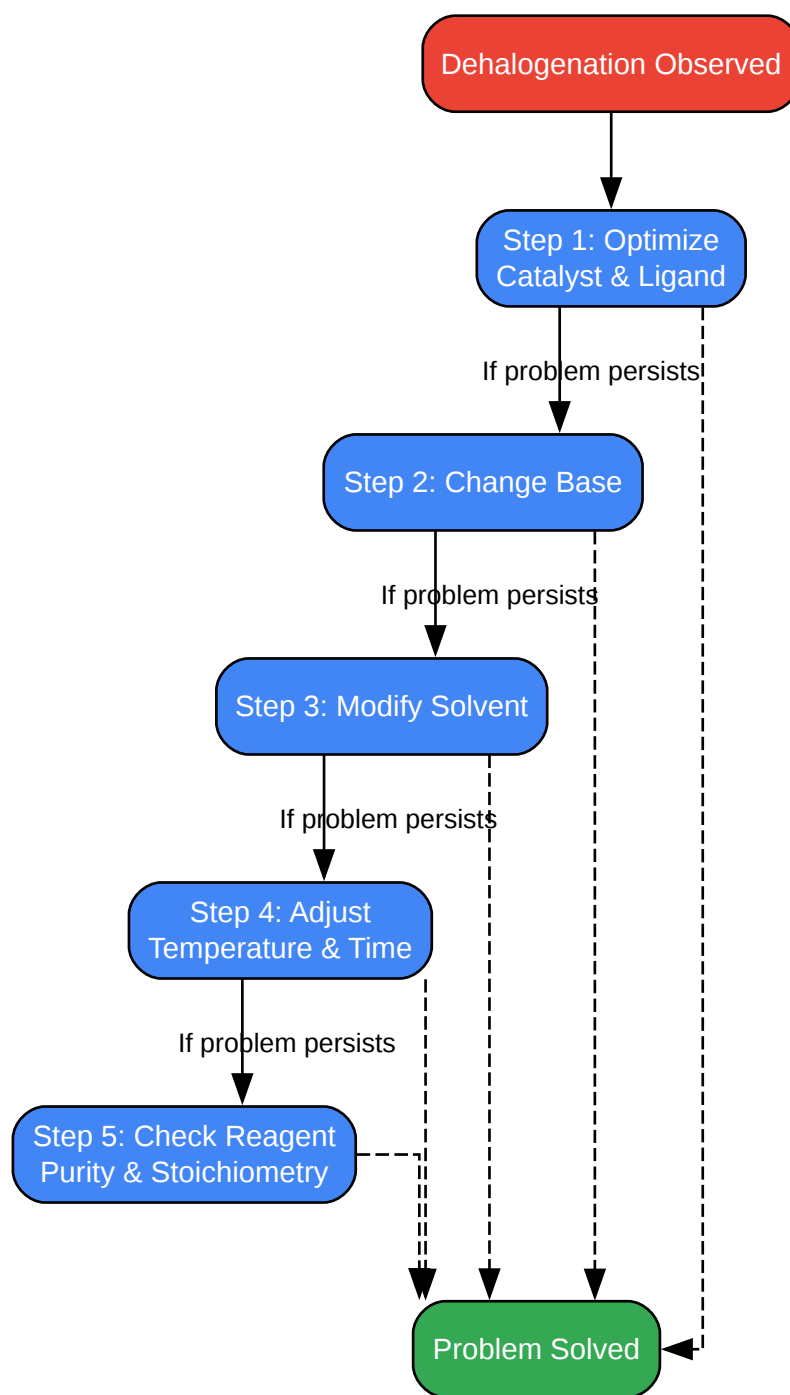 Dehalogenation Observed
Step 1: Optimize
Catalyst & Ligand
If problem persists
Step 2: Change Base
If problem persists
Step 3: Modify Solvent
If problem persists
Step 4: Adjust
Temperature & Time
If problem persists
Step 5: Check Reagent
Purity & Stoichiometry
Problem Solved